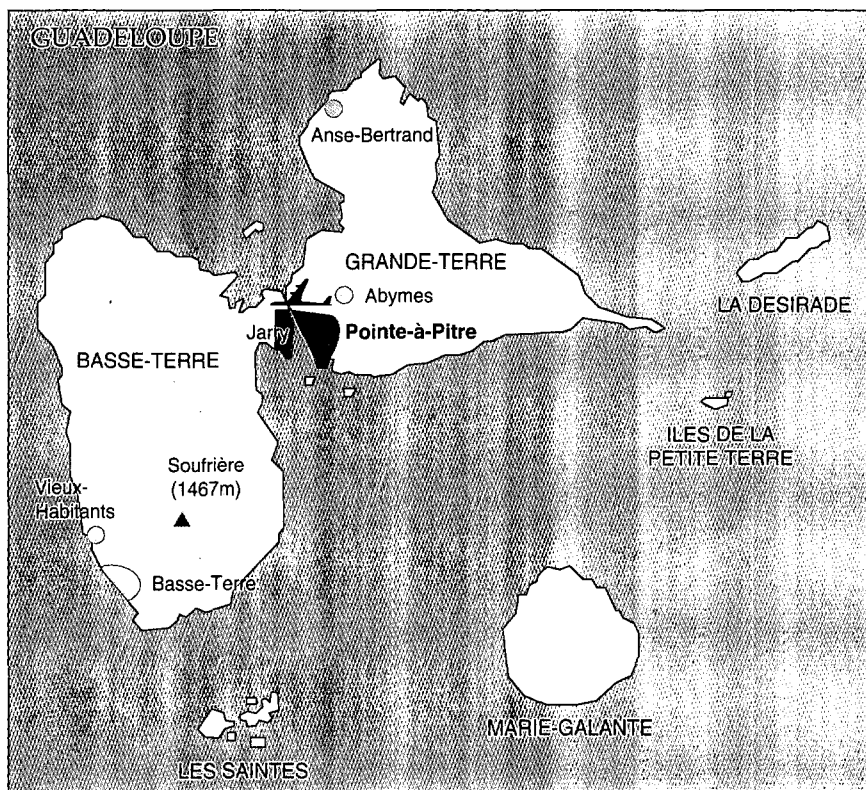 GUADELOUPE
Anse-Bertrand
GRANDE-TERRE
Abymes
LA DESIRADE
Jarry
Pointe-à-Pitre
BASSE-TERRE
ILES DE LA
PETITE TERRE
Soufrière
(1467m)
Vieux-
Habitants
Basse-Terre
MARIE-GALANTE
LES SAINTES